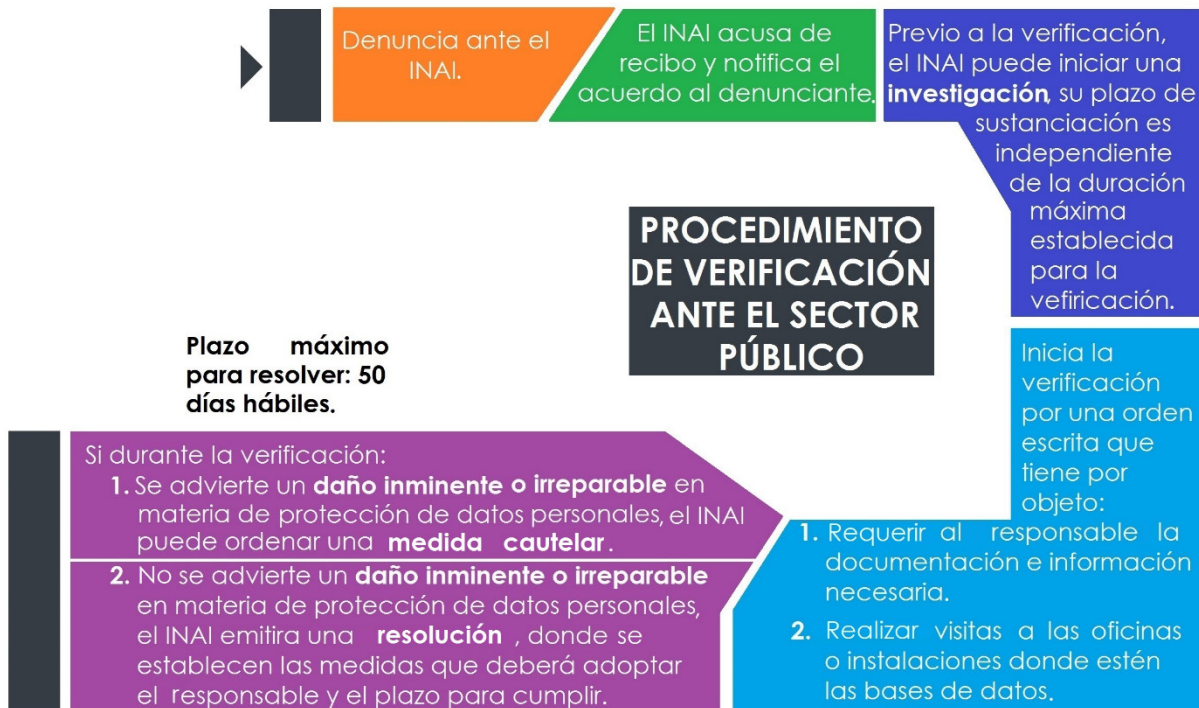 Denuncia ante el
INAI.
El INAI acusa de
recibo y notifica el
acuerdo al denunciante.
Previo a la verificación,
el INAI puede iniciar una
investigación, su plazo de
sustanciación es
independiente
de la duración
máxima
establecida
para la
vefiricación.
PROCEDIMIENTO
DE VERIFICACIÓN
ANTE EL SECTOR
PÚBLICO
Inicia la
verificación
por una orden
escrita que
tiene por
objeto:
1. Requerir al responsable la
documentación e información
necesaria.
2. Realizar visitas a las oficinas
o instalaciones donde estén
las bases de datos.
Plazo máximo
para resolver: 50
días hábiles.
Si durante la verificación:
1. Se advierte un daño inminente o irreparable en
materia de protección de datos personales, el INAI
puede ordenar una medida cautelar.
2. No se advierte un daño inminente o irreparable
en materia de protección de datos personales,
el INAI emitira una resolución , donde se
establecen las medidas que deberá adoptar
el responsable y el plazo para cumplir.